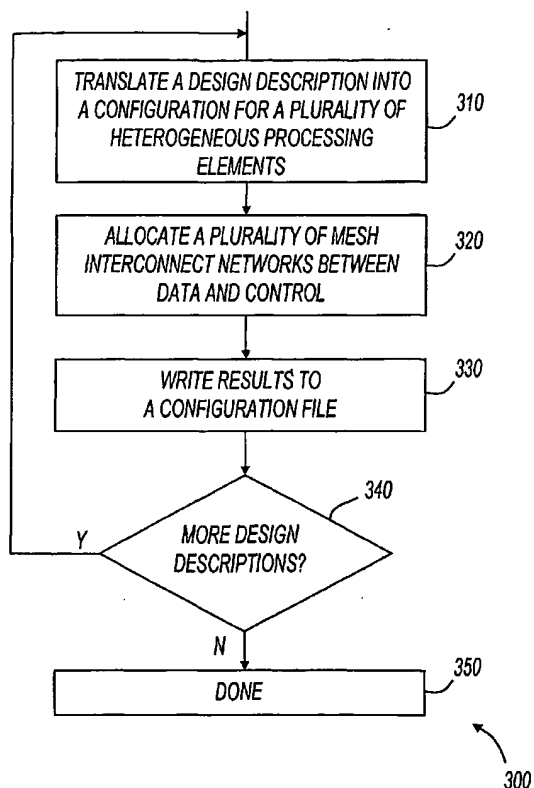 TRANSLATE A DESIGN DESCRIPTION INTO
A CONFIGURATION FOR A PLURALITY OF
HETEROGENEOUS PROCESSING
ELEMENTS
310
ALLOCATE A PLURALITY OF MESH
INTERCONNECT NETWORKS BETWEEN
DATA AND CONTROL
320
WRITE RESULTS TO
A CONFIGURATION FILE
330
340
MORE DESIGN
DESCRIPTIONS?
Y
N
DONE
350
300